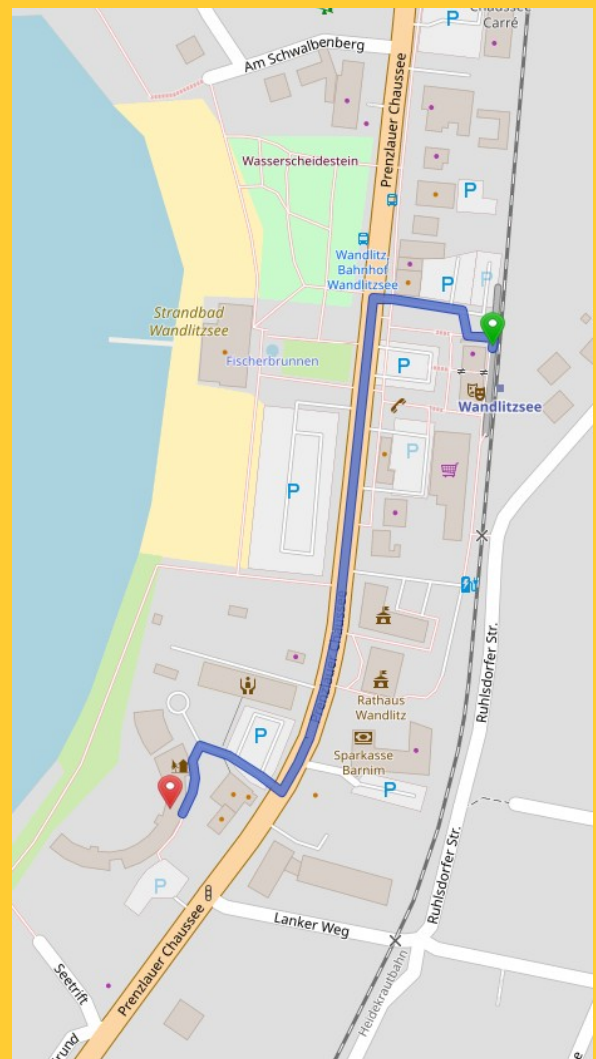 Chaussee
Carré
P
Am Schwalbenberg
Prenzlauer Chaussee
Wasserscheidestein
P
Wandlitz,
Bahnhof
Wandlitzsee
P
P
Strandbad
Wandlitzsee
Fischerbrunnen
P
Wandlitzsee
P
P
Prenzlauer Chaussee
Ruhlsdorfer Str.
Rathaus
Wandlitz
P
Sparkasse
Barnim
P
P
Ruhlsdorfer Str.
Lanker Weg
Prenzlauer Chaussee
Heidekrautbahn
Seetrift